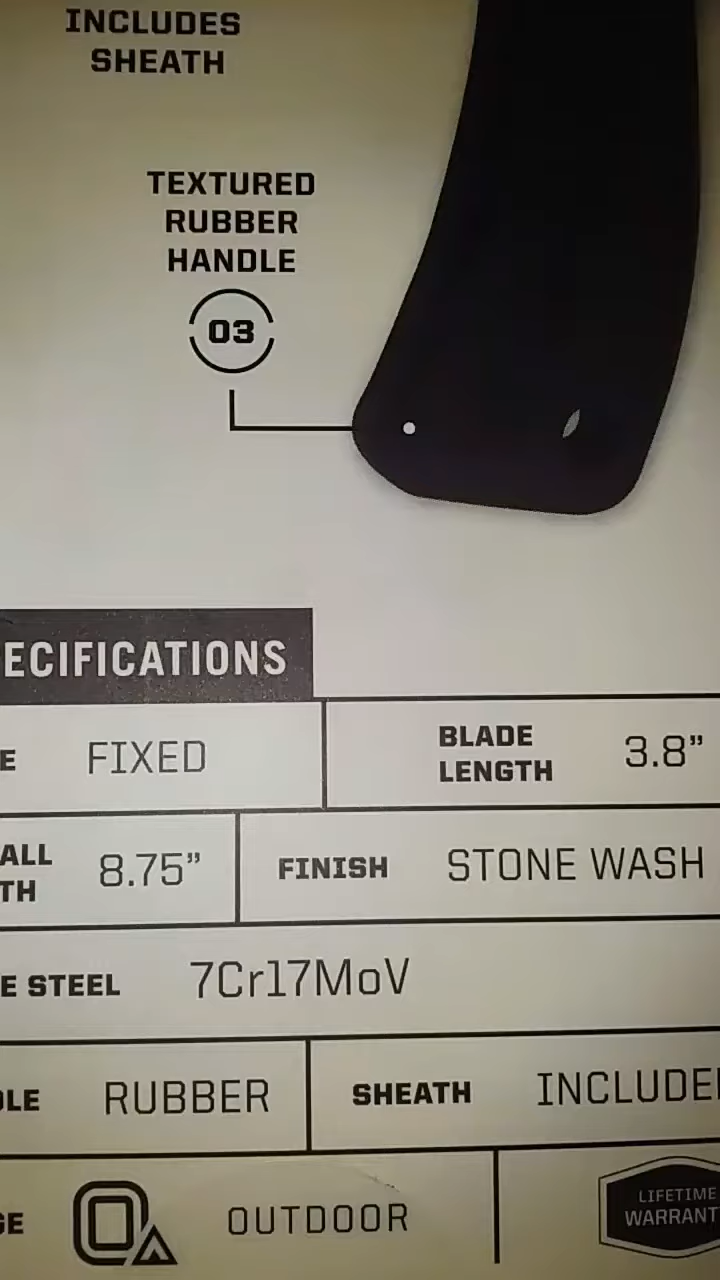 INCLUDES
SHEATH
TEXTURED
RUBBER
HANDLE
03
ECIFICATIONS
E FIXED BLADE LENGTH 3.8”
ALL TH 8.75” FINISH STONE WASH
E STEEL 7Cr17MoV
LE RUBBER SHEATH INCLUDE
GE OUTDOOR LIFETIME WARRANT